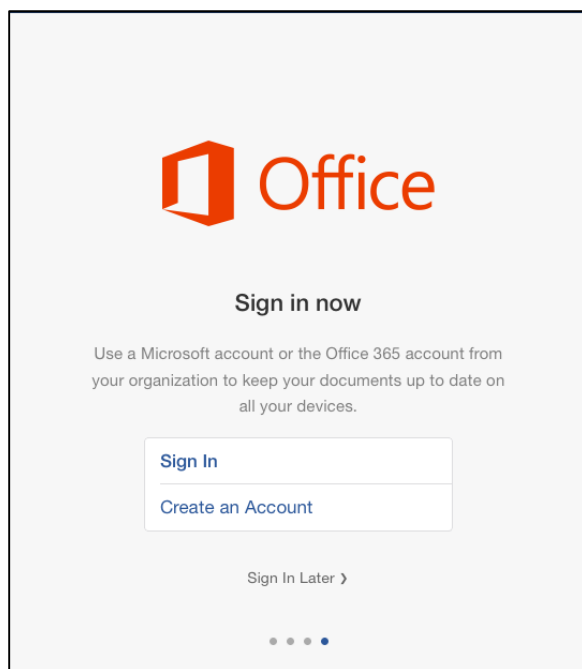 Office
Sign in now
Use a Microsoft account or the Office 365 account from
your organization to keep your documents up to date on
all your devices.
Sign In
Create an Account
Sign In Later ❯